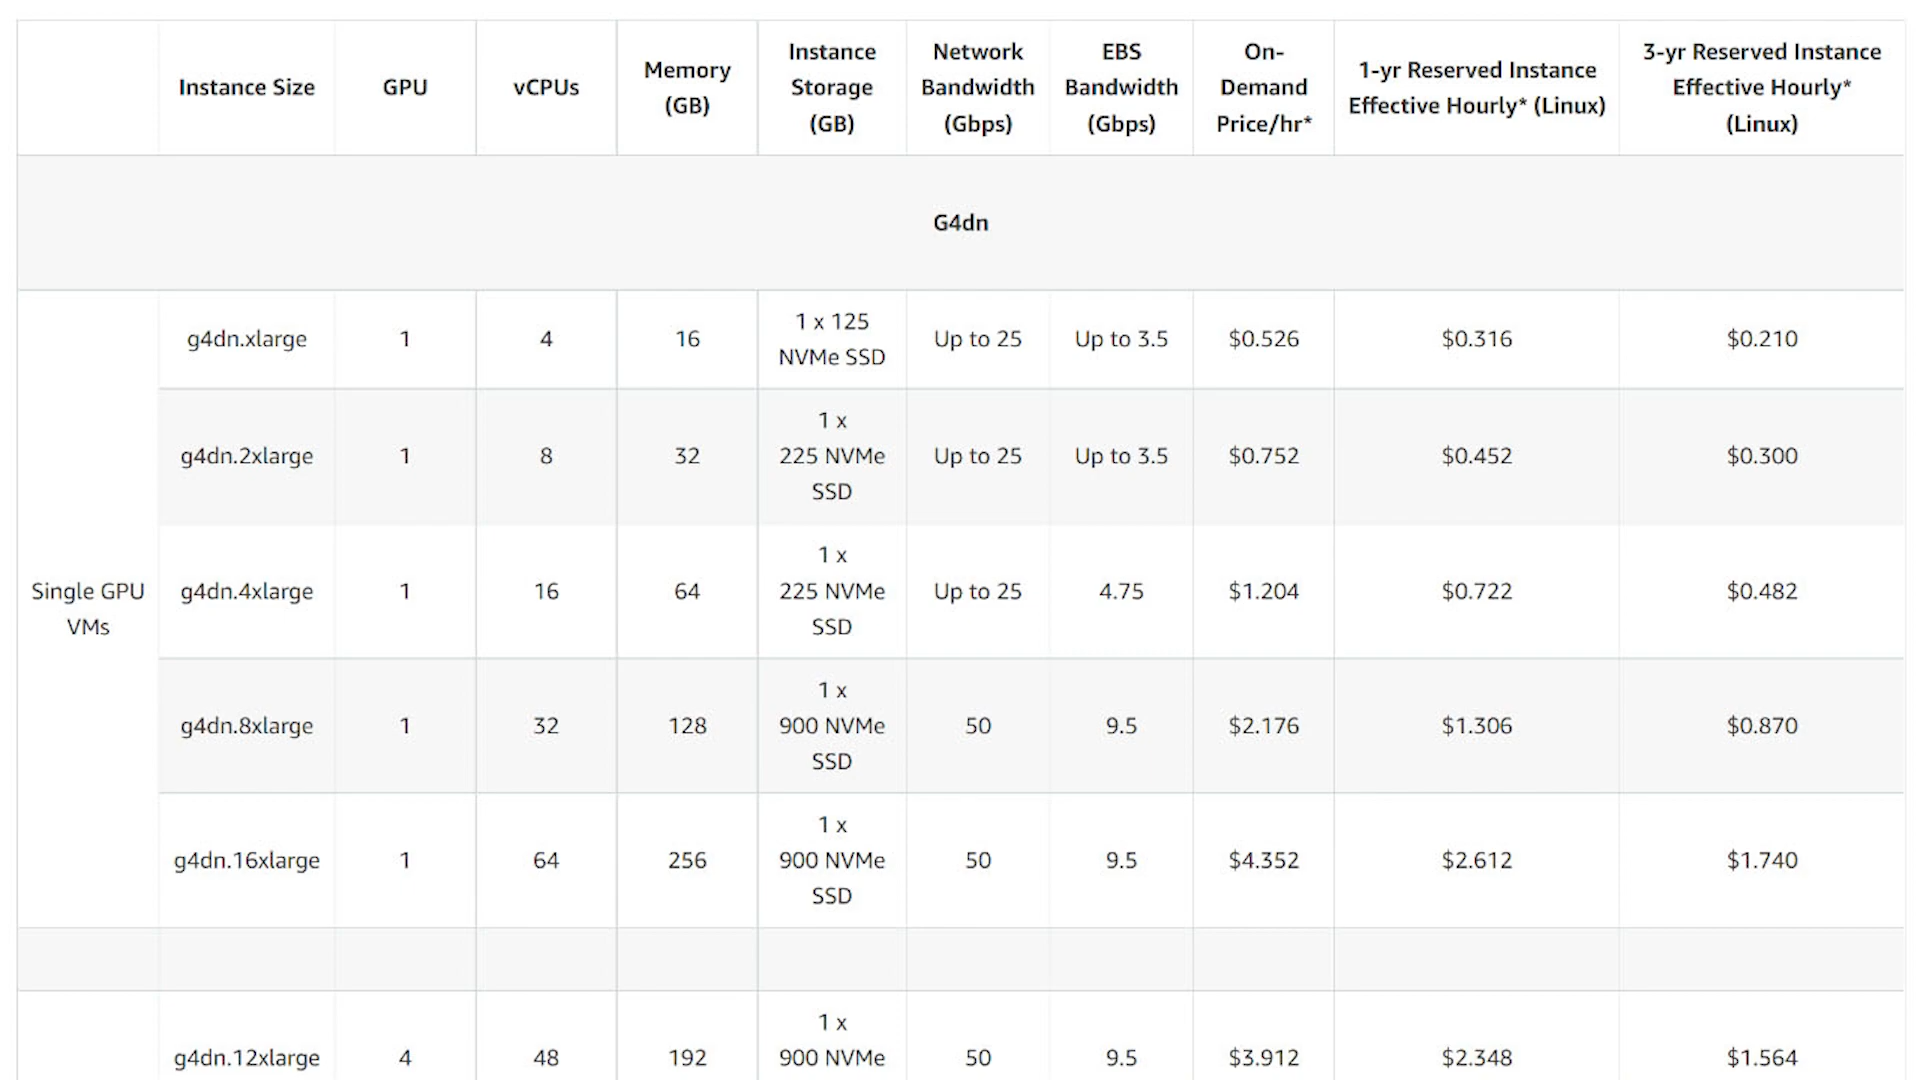 Instance Size GPU vCPUs Memory (GB) Instance Storage (GB) Network Bandwidth (Gbps) EBS Bandwidth (Gbps) On-Demand Price/hr* 1-yr Reserved Instance Effective Hourly* (Linux) 3-yr Reserved Instance Effective Hourly* (Linux)
G4dn
Single GPU VMs
g4dn.xlarge 1 4 16 1 x 125 NVMe SSD Up to 25 Up to 3.5 $0.526 $0.316 $0.210
g4dn.2xlarge 1 8 32 1 x 225 NVMe SSD Up to 25 Up to 3.5 $0.752 $0.452 $0.300
g4dn.4xlarge 1 16 64 1 x 225 NVMe SSD Up to 25 4.75 $1.204 $0.722 $0.482
g4dn.8xlarge 1 32 128 1 x 900 NVMe SSD 50 9.5 $2.176 $1.306 $0.870
g4dn.16xlarge 1 64 256 1 x 900 NVMe SSD 50 9.5 $4.352 $2.612 $1.740
g4dn.12xlarge 4 48 192 1 x 900 NVMe 50 9.5 $3.912 $2.348 $1.564